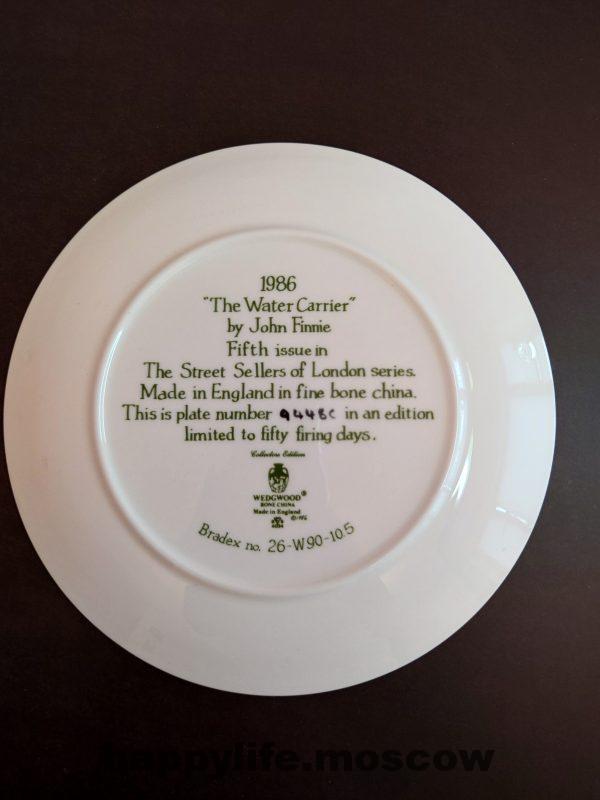 1986
"The Water Carrier"
by John Finnie
Fifth issue in
The Street Sellers of London series.
Made in England in fine bone china.
This is plate number 9448C in an edition
limited to fifty firing days.
Collectors Edition
WEDGWOOD®
BONE CHINA
Made in England
Bradex no. 26-W90-10.5
happylife.moscow